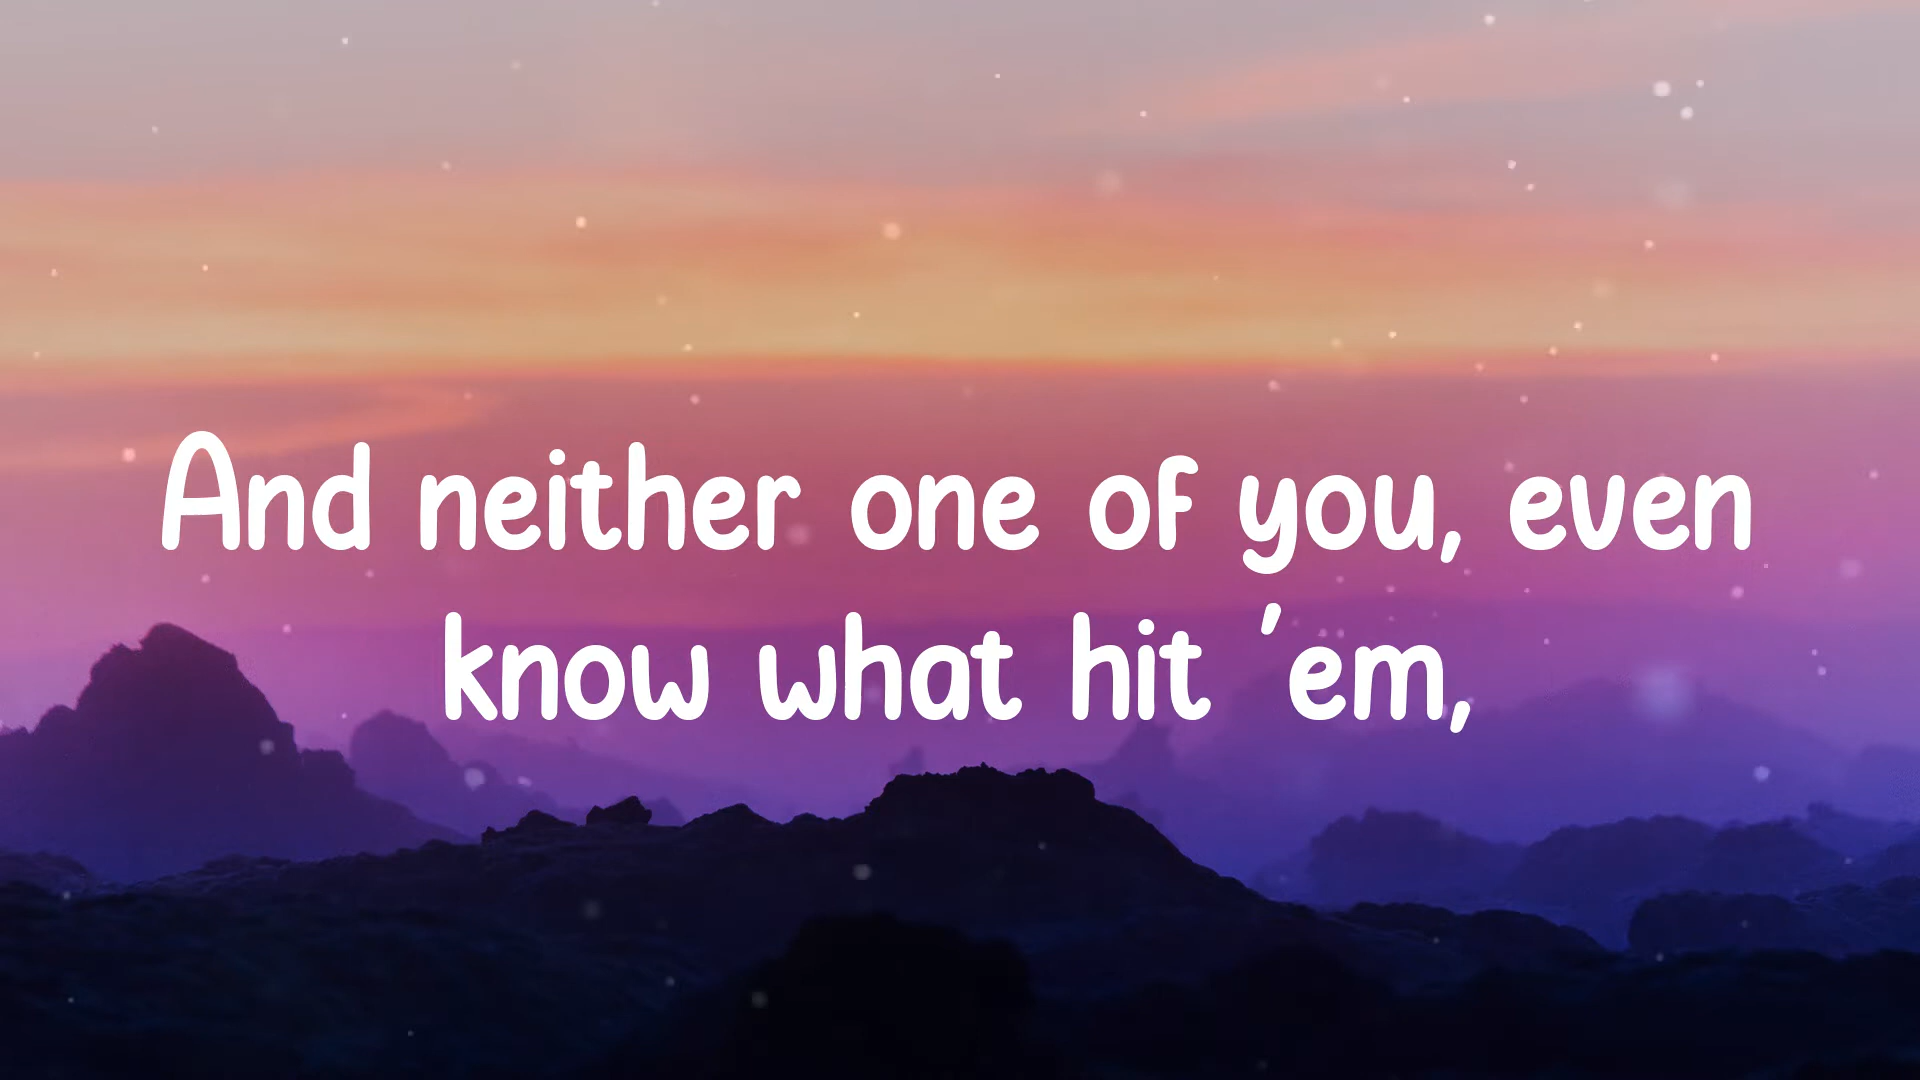 And neither one of you, even
know what hit 'em,